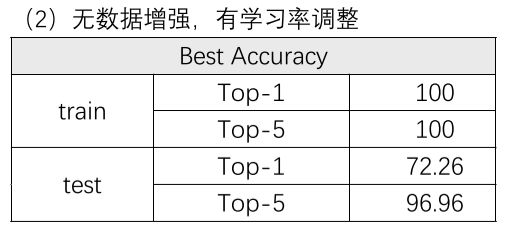 （2）无数据增强，有学习率调整
Best Accuracy
train Top-1 100
Top-5 100
test Top-1 72.26
Top-5 96.96